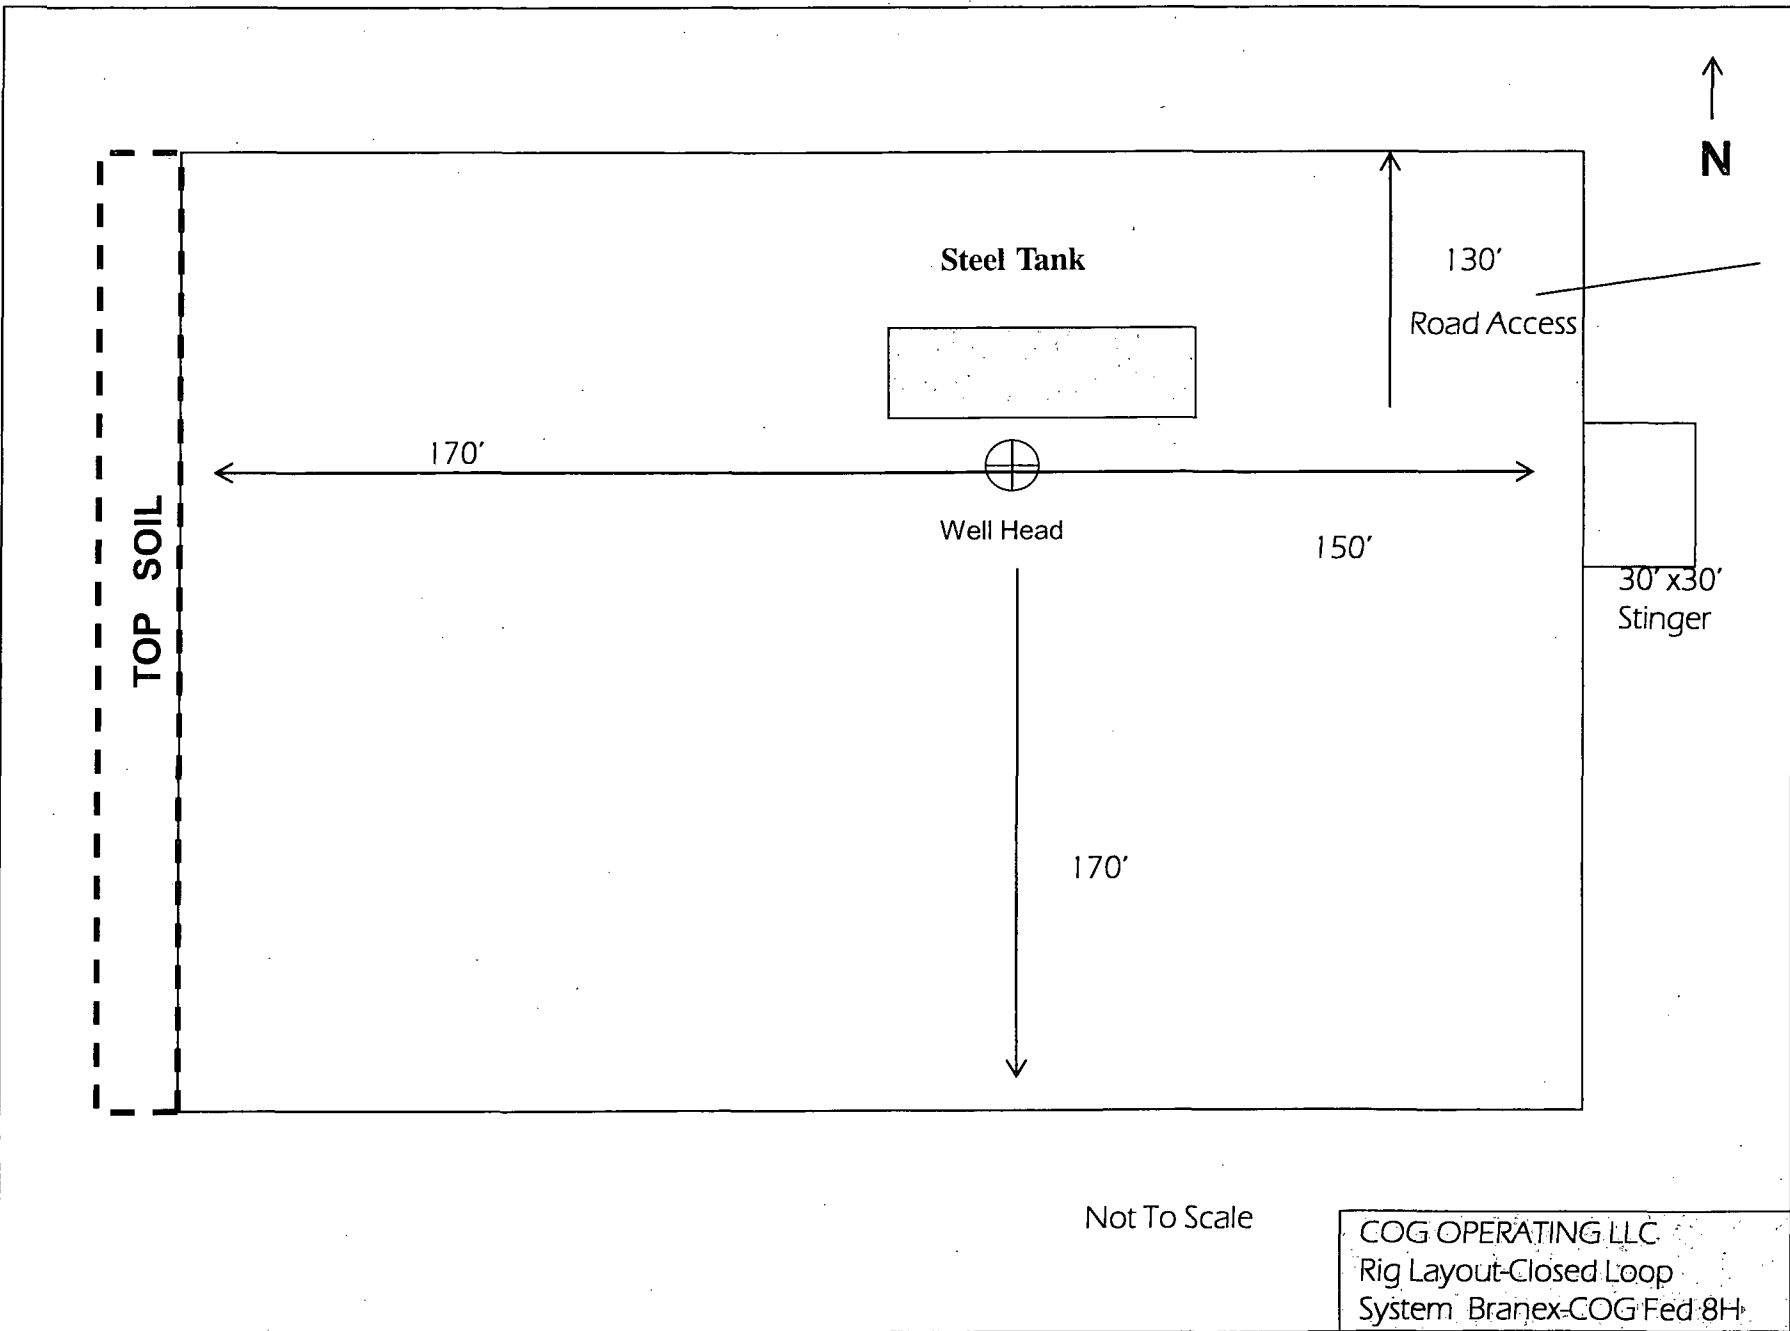 N
Steel Tank
130′
Road Access
170′
Well Head
150′
TOP SOIL
30′ x30′
Stinger
170′
Not To Scale
COG OPERATING LLC
Rig Layout-Closed Loop
System Branex-COG Fed 8H